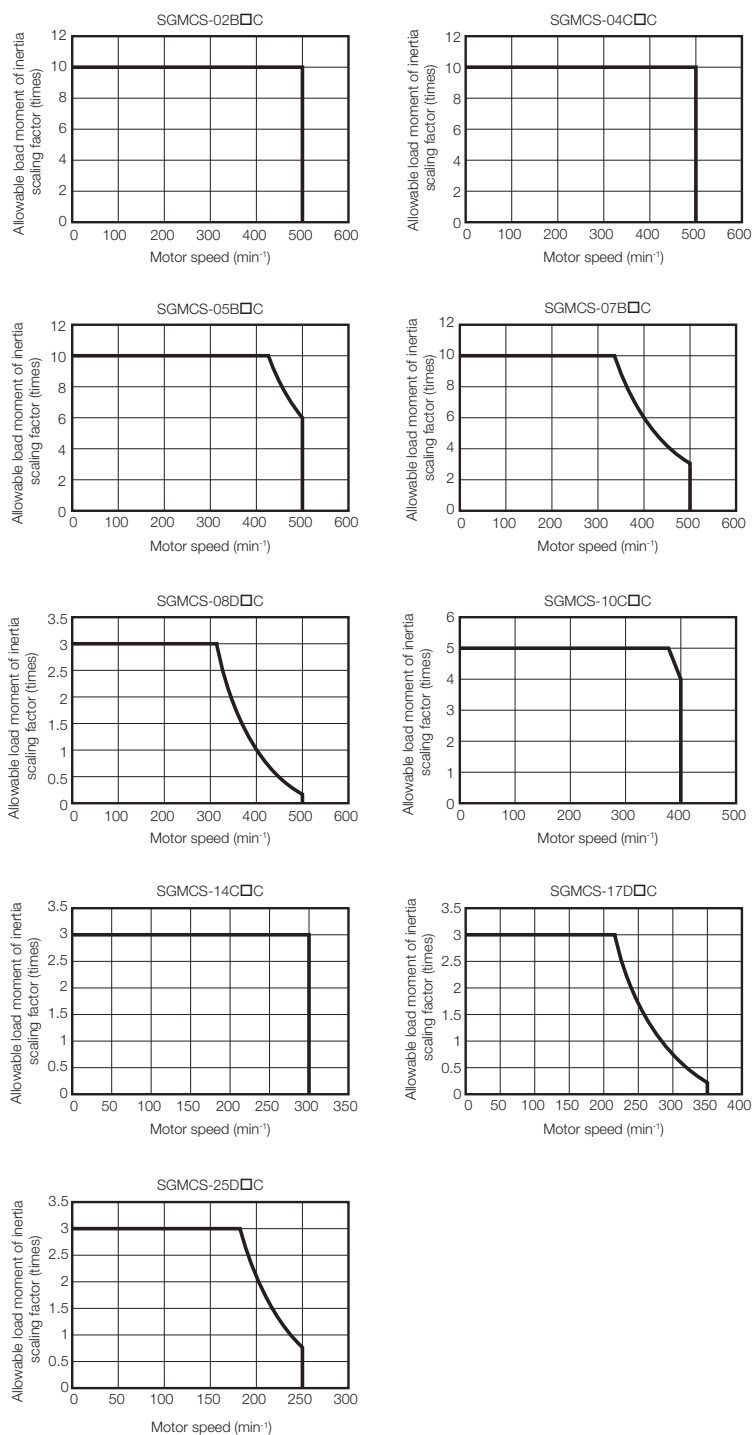 SGMCS-02B□C
Allowable load moment of inertia
scaling factor (times)
12
10
8
6
4
2
0
0 100 200 300 400 500 600
Motor speed (min-1)
SGMCS-04C□C
Allowable load moment of inertia
scaling factor (times)
12
10
8
6
4
2
0
0 100 200 300 400 500 600
Motor speed (min-1)
SGMCS-05B□C
Allowable load moment of inertia
scaling factor (times)
12
10
8
6
4
2
0
0 100 200 300 400 500 600
Motor speed (min-1)
SGMCS-07B□C
Allowable load moment of inertia
scaling factor (times)
12
10
8
6
4
2
0
0 100 200 300 400 500 600
Motor speed (min-1)
SGMCS-08D□C
Allowable load moment of inertia
scaling factor (times)
3.5
3
2.5
2
1.5
1
0.5
0
0 100 200 300 400 500 600
Motor speed (min-1)
SGMCS-10C□C
Allowable load moment of inertia
scaling factor (times)
6
5
4
3
2
1
0
0 100 200 300 400 500
Motor speed (min-1)
SGMCS-14C□C
Allowable load moment of inertia
scaling factor (times)
3.5
3
2.5
2
1.5
1
0.5
0
0 50 100 150 200 250 300 350
Motor speed (min-1)
SGMCS-17D□C
Allowable load moment of inertia
scaling factor (times)
3.5
3
2.5
2
1.5
1
0.5
0
0 50 100 150 200 250 300 350 400
Motor speed (min-1)
SGMCS-25D□C
Allowable load moment of inertia
scaling factor (times)
3.5
3
2.5
2
1.5
1
0.5
0
0 50 100 150 200 250 300
Motor speed (min-1)